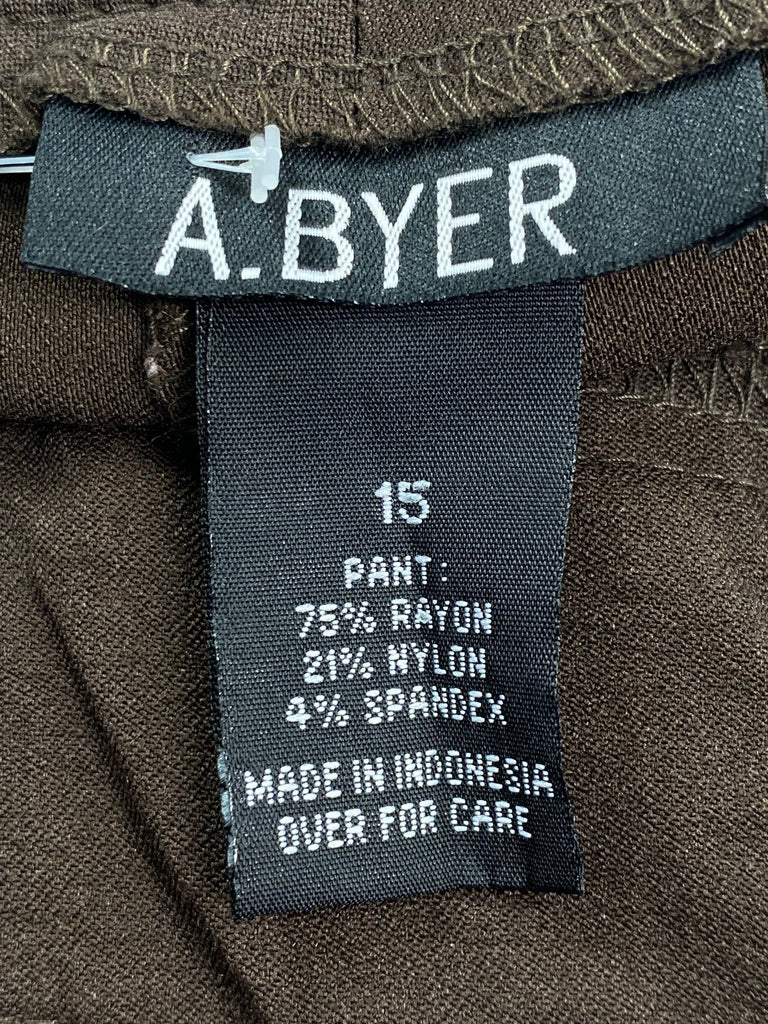 A.BYER
15
PANT:
75% RAYON
21% NYLON
4% SPANDEX
MADE IN INDONESIA
OVER FOR CARE